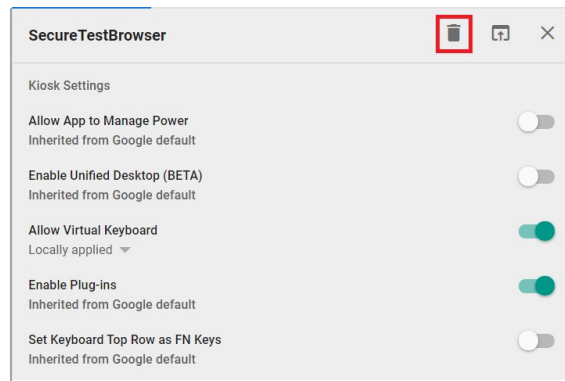 SecureTestBrowser
Kiosk Settings
Allow App to Manage Power
Inherited from Google default
Enable Unified Desktop (BETA)
Inherited from Google default
Allow Virtual Keyboard
Locally applied
Enable Plug-ins
Inherited from Google default
Set Keyboard Top Row as FN Keys
Inherited from Google default